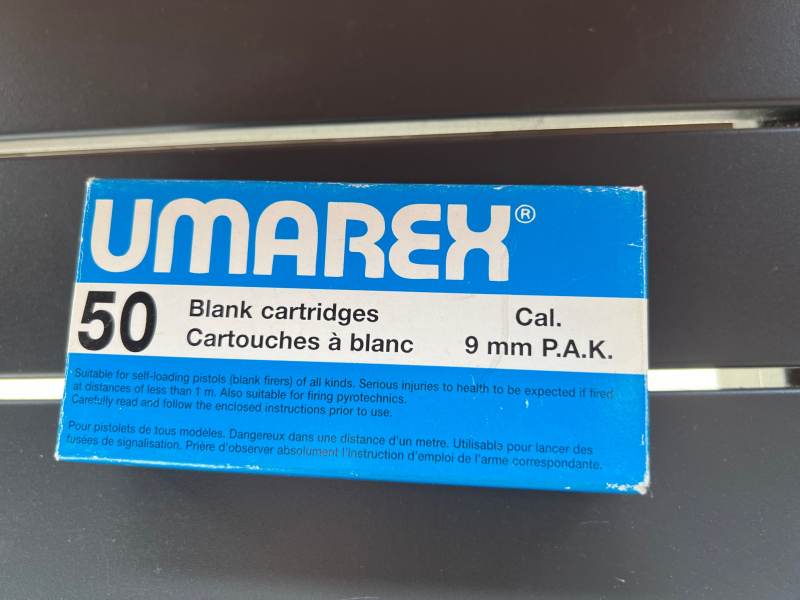 UMAREX®
50
Blank cartridges
Cartouches à blanc
Cal.
9 mm P.A.K.
Suitable for self-loading pistols (blank firers) of all kinds. Serious injuries to health to be expected if fired
at distances of less than 1 m. Also suitable for firing pyrotechnics.
Carefully read and follow the enclosed instructions prior to use.
Pour pistolets de tous modèles. Dangereux dans une distance d'un metre. Utilisable pour lancer des
fusées de signalisation. Prière d'observer absolument l'instruction d'emploi de l'arme correspondante.